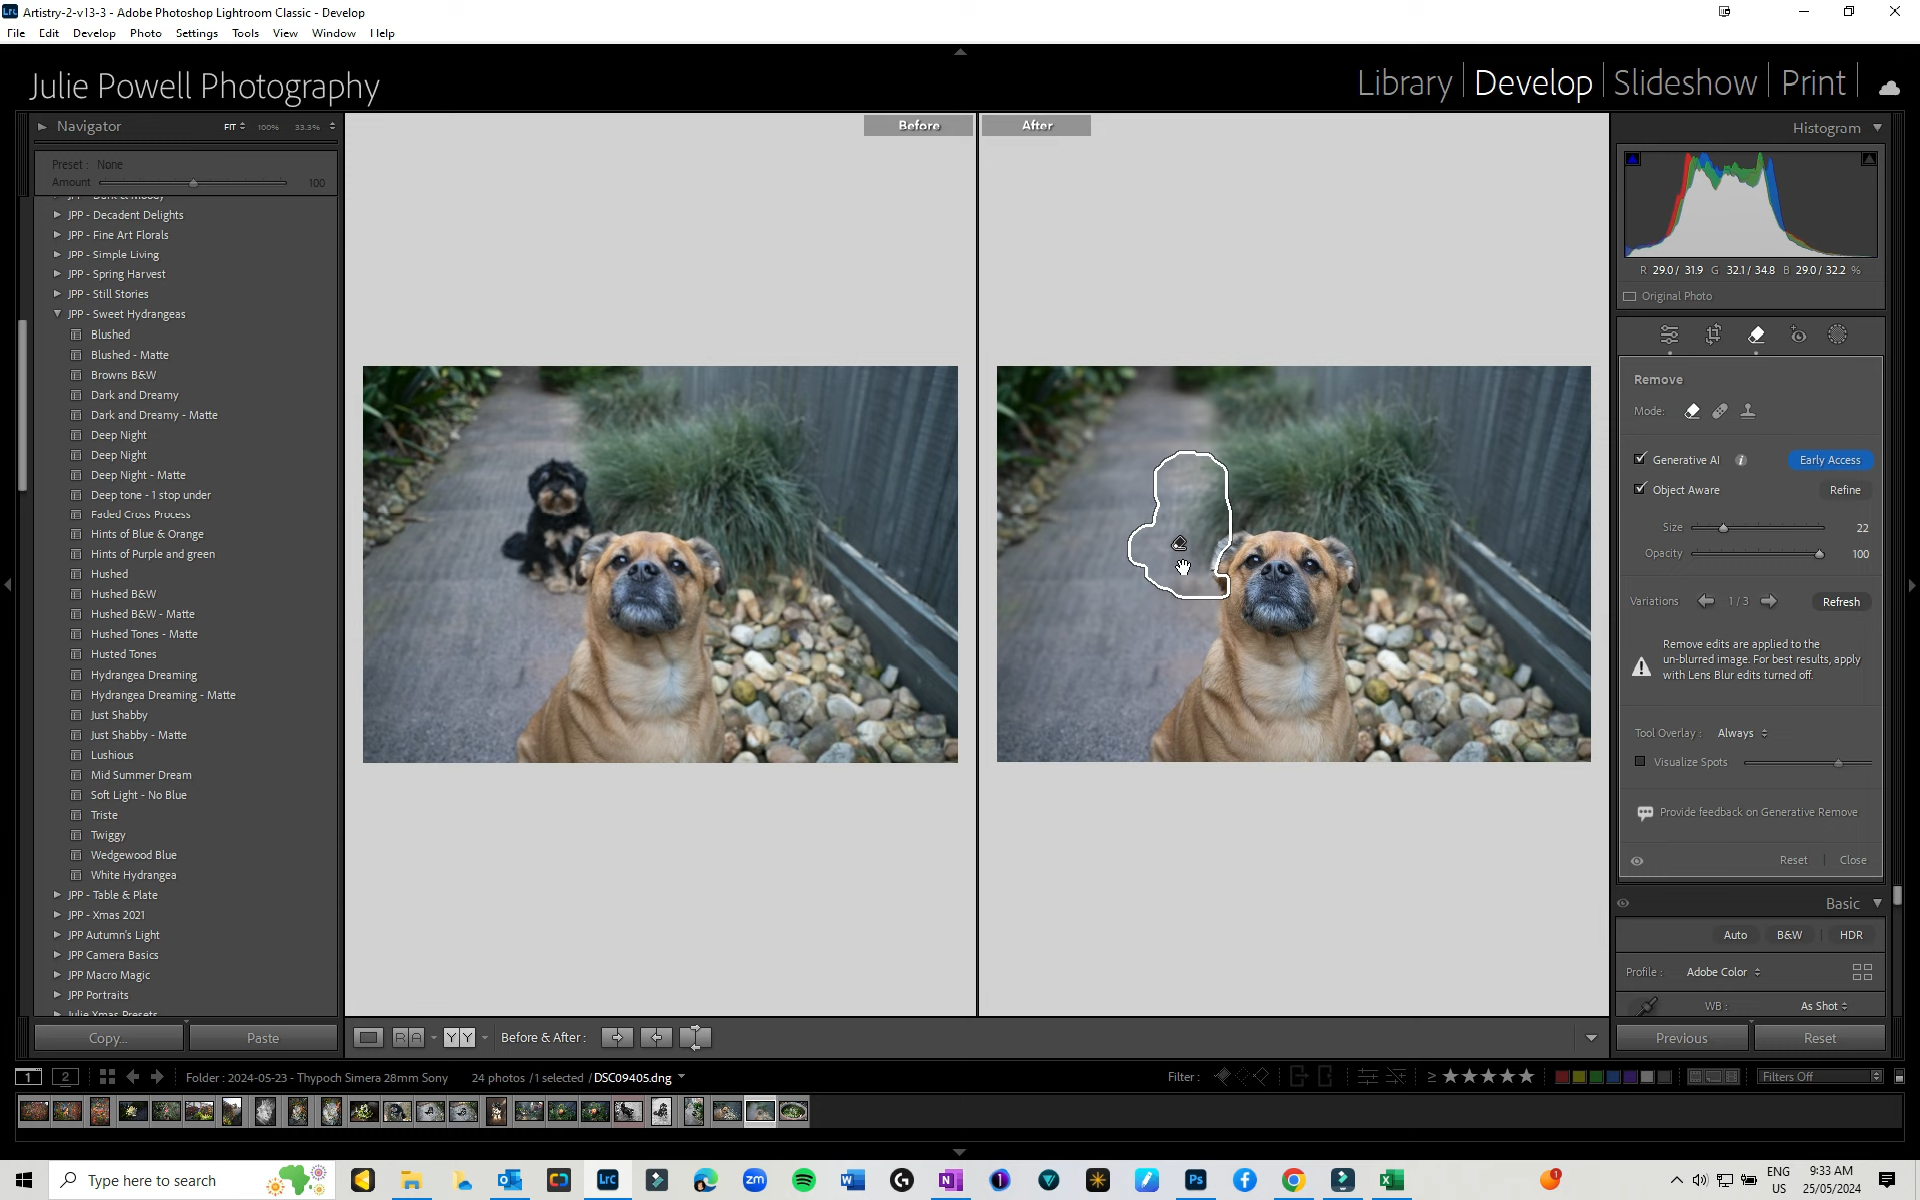 Artistry-2-v13-3 - Adobe Photoshop Lightroom Classic - Develop
File Edit Develop Photo Settings Tools View Window Help
Julie Powell Photography
Library Develop Slideshow Print
Navigator FIT 100% 33.3%
Preset : None
Amount 100
JPP - Dark & Moody
JPP - Decadent Delights
JPP - Fine Art Florals
JPP - Simple Living
JPP - Spring Harvest
JPP - Still Stories
JPP - Sweet Hydrangeas
Blushed
Blushed - Matte
Browns B&W
Dark and Dreamy
Dark and Dreamy - Matte
Deep Night
Deep Night
Deep Night - Matte
Deep tone - 1 stop under
Faded Cross Process
Hints of Blue & Orange
Hints of Purple and green
Hushed
Hushed B&W
Hushed B&W - Matte
Hushed Tones - Matte
Husted Tones
Hydrangea Dreaming
Hydrangea Dreaming - Matte
Just Shabby
Just Shabby - Matte
Lushious
Mid Summer Dream
Soft Light - No Blue
Triste
Twiggy
Wedgewood Blue
White Hydrangea
JPP - Table & Plate
JPP - Xmas 2021
JPP Autumn's Light
JPP Camera Basics
JPP Macro Magic
JPP Portraits
Julie Xmas Presets
Copy... Paste
Before After
Histogram
R 29.0 / 31.9 G 32.1 / 34.8 B 29.0 / 32.2 %
Original Photo
Remove
Mode:
Generative AI Early Access
Object Aware Refine
Size 22
Opacity 100
Variations 1 / 3 Refresh
Remove edits are applied to the
un-blurred image. For best results, apply
with Lens Blur edits turned off.
Tool Overlay : Always
Visualize Spots
Provide feedback on Generative Remove
Reset Close
Basic
Auto B&W HDR
Profile : Adobe Color
WB : As Shot
Previous Reset
R A Y Y Before & After :
1 2 Folder : 2024-05-23 - Thypoch Simera 28mm Sony 24 photos / 1 selected / DSC09405.dng Filter : ≥ ★★★★★ Filters Off
Type here to search
Lrc zm W N Ps 1
ENG
US
9:33 AM
25/05/2024